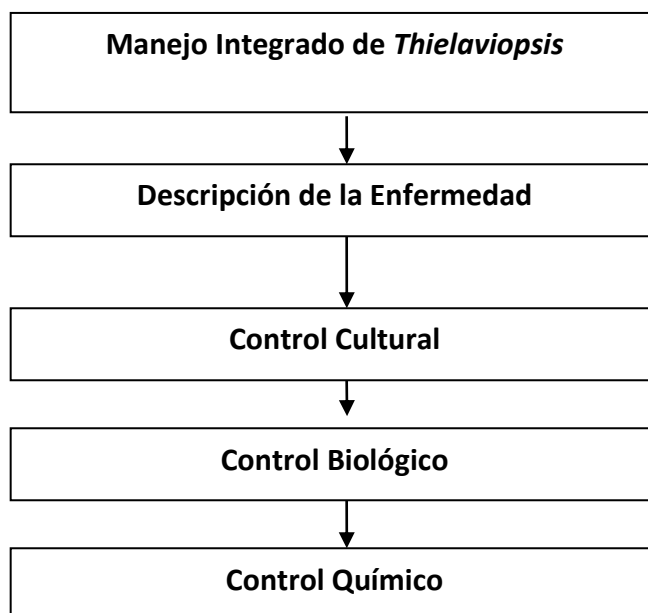 Manejo Integrado de Thielaviopsis
Descripción de la Enfermedad
Control Cultural
Control Biológico
Control Químico